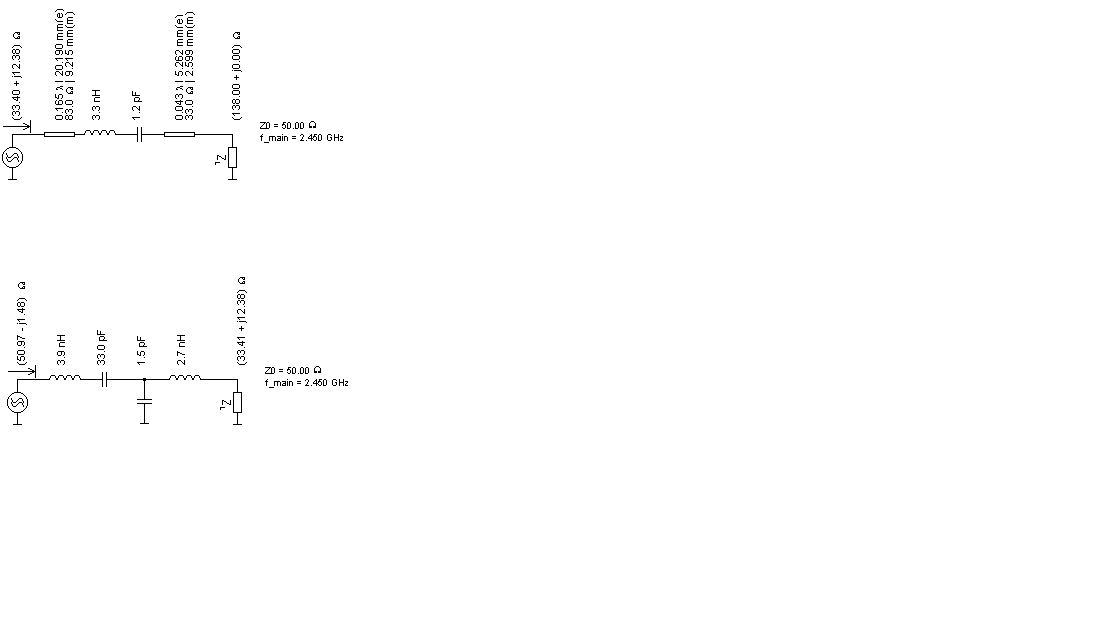 (33.40 + j12.38) Ω
0.165 λ | 20.190 mm(e)
83.0 Ω | 9.215 mm(m)
3.3 nH
1.2 pF
0.043 λ | 5.262 mm(e)
33.0 Ω | 2.599 mm(m)
(138.00 + j0.00) Ω
Z0 = 50.00 Ω
f_main = 2.450 GHz
ZL
(50.97 - j1.48) Ω
3.9 nH
33.0 pF
1.5 pF
2.7 nH
(33.41 + j12.38) Ω
Z0 = 50.00 Ω
f_main = 2.450 GHz
ZL